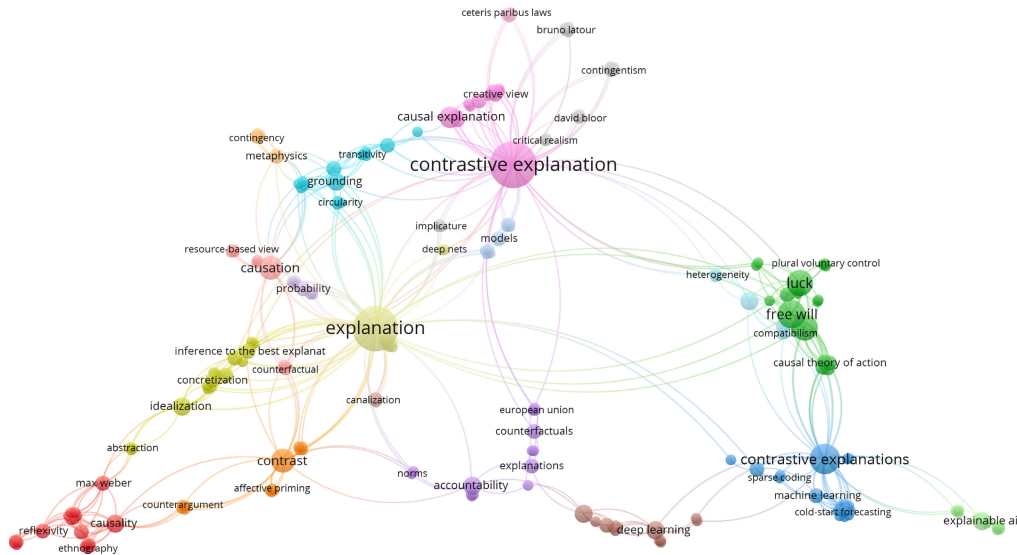 ceteris paribus laws
bruno latour
contingentism
creative view
causal explanation
david bloor
contingency
critical realism
metaphysics
transitivity
contrastive explanation
grounding
circularity
implicature
models
resource-based view
deep nets
causation
plural voluntary control
heterogeneity
luck
probability
free will
explanation
compatibilism
inference to the best explanat
counterfactual
causal theory of action
concretization
canalization
idealization
european union
counterfactuals
abstraction
contrast
explanations
contrastive explanations
norms
sparse coding
max weber
affective priming
accountability
machine learning
counterargument
cold-start forecasting
reflexivity
causality
deep learning
explainable ai
ethnography